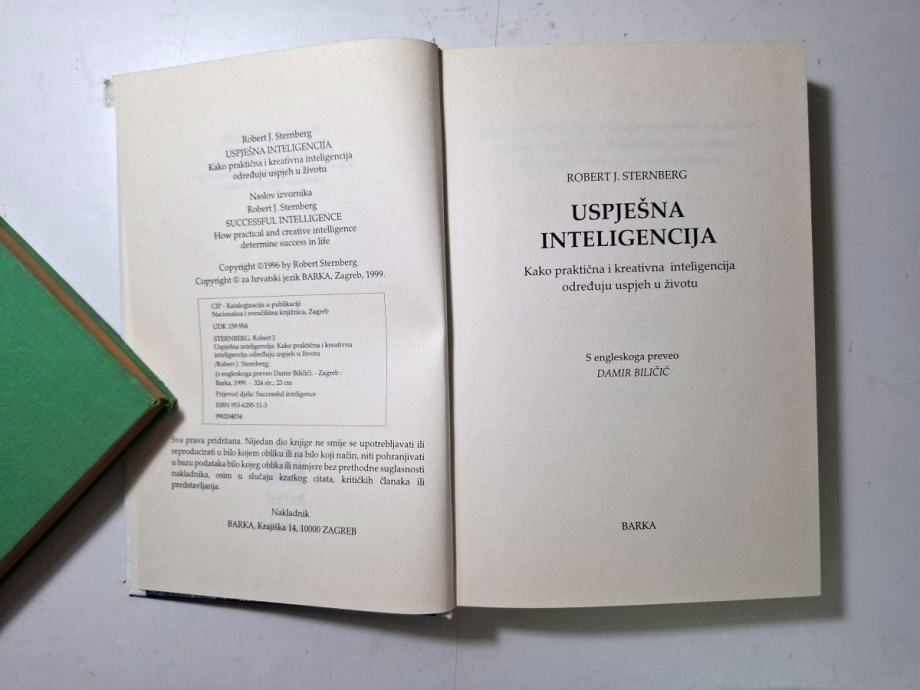 Robert J. Sternberg
USPJEŠNA INTELIGENCIJA
Kako praktična i kreativna inteligencija
određuju uspjeh u životu
Naslov izvornika
Robert J. Sternberg
SUCCESSFUL INTELLIGENCE
How practical and creative intelligence
determine success in life
Copyright ©1996 by Robert Sternberg
Copyright © za hrvatski jezik BARKA, Zagreb, 1999.
CIP - Katalogizacija u publikaciji
Nacionalna i sveučilišna knjižnica, Zagreb
UDK 159.954
STERNBERG, Robert J.
Uspješna inteligencija: Kako praktična i kreativna
inteligencija određuju uspjeh u životu
/Robert J. Sternberg;
(s engleskoga preveo Damir Biličić). - Zagreb :
Barka, 1999. - 324 str.; 23 cm
Prijevod djela: Successful inteligence
ISBN 953-6295-11-3
990204034
Sva prava pridržana. Nijedan dio knjige ne smije se upotrebljavati ili
reproducirati u bilo kojem obliku ili na bilo koji način, niti pohranjivati
u bazu podataka bilo kojeg oblika ili namjere bez prethodne suglasnosti
nakladnika, osim u slučaju kratkog citata, kritičkih članaka ili
predstavljanja.
Nakladnik
BARKA, Krajiška 14, 10000 ZAGREB
ROBERT J. STERNBERG
USPJEŠNA
INTELIGENCIJA
Kako praktična i kreativna inteligencija
određuju uspjeh u životu
S engleskoga preveo
DAMIR BILIČIĆ
BARKA